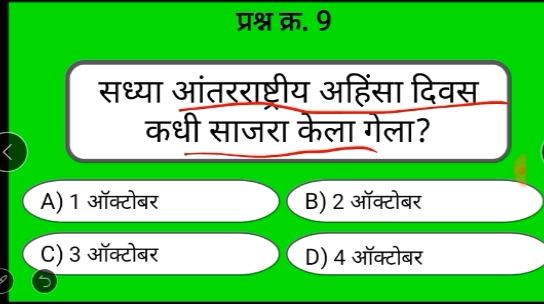 प्रश्न क्र. 9
सध्या आंतरराष्ट्रीय अहिंसा दिवस
कधी साजरा केला गेला?
A) 1 ऑक्टोबर
B) 2 ऑक्टोबर
C) 3 ऑक्टोबर
D) 4 ऑक्टोबर